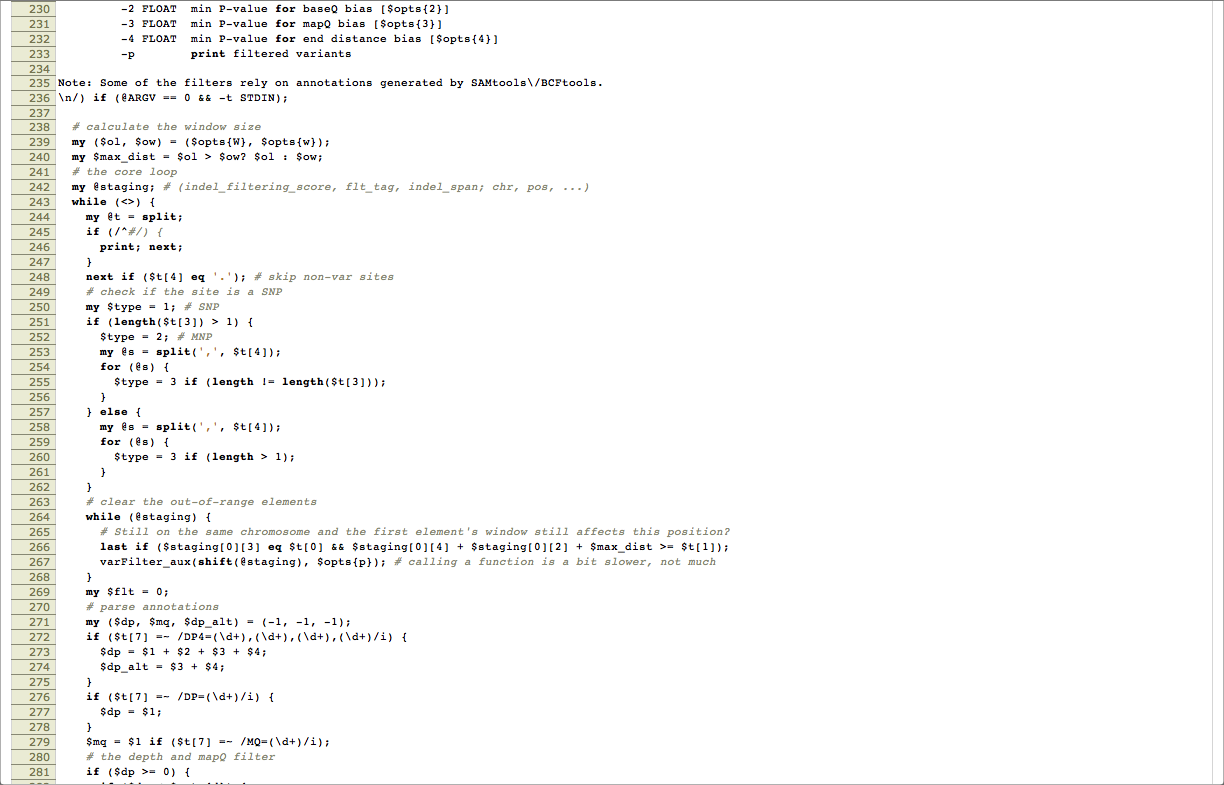 230 -2 FLOAT min P-value for baseQ bias [$opts{2}]
231 -3 FLOAT min P-value for mapQ bias [$opts{3}]
232 -4 FLOAT min P-value for end distance bias [$opts{4}]
233 -p print filtered variants
234
235 Note: Some of the filters rely on annotations generated by SAMtools\/BCFtools.
236 \n/) if (@ARGV == 0 && -t STDIN);
237
238 # calculate the window size
239 my ($ol, $ow) = ($opts{W}, $opts{w});
240 my $max_dist = $ol > $ow? $ol : $ow;
241 # the core loop
242 my @staging; # (indel_filtering_score, flt_tag, indel_span; chr, pos, ...)
243 while (<>) {
244 my @t = split;
245 if (/^#/) {
246 print; next;
247 }
248 next if ($t[4] eq '.'); # skip non-var sites
249 # check if the site is a SNP
250 my $type = 1; # SNP
251 if (length($t[3]) > 1) {
252 $type = 2; # MNP
253 my @s = split(',', $t[4]);
254 for (@s) {
255 $type = 3 if (length != length($t[3]));
256 }
257 } else {
258 my @s = split(',', $t[4]);
259 for (@s) {
260 $type = 3 if (length > 1);
261 }
262 }
263 # clear the out-of-range elements
264 while (@staging) {
265 # Still on the same chromosome and the first element's window still affects this position?
266 last if ($staging[0][3] eq $t[0] && $staging[0][4] + $staging[0][2] + $max_dist >= $t[1]);
267 varFilter_aux(shift(@staging), $opts{p}); # calling a function is a bit slower, not much
268 }
269 my $flt = 0;
270 # parse annotations
271 my ($dp, $mq, $dp_alt) = (-1, -1, -1);
272 if ($t[7] =~ /DP4=(\d+),(\d+),(\d+),(\d+)/i) {
273 $dp = $1 + $2 + $3 + $4;
274 $dp_alt = $3 + $4;
275 }
276 if ($t[7] =~ /DP=(\d+)/i) {
277 $dp = $1;
278 }
279 $mq = $1 if ($t[7] =~ /MQ=(\d+)/i);
280 # the depth and mapQ filter
281 if ($dp >= 0) {